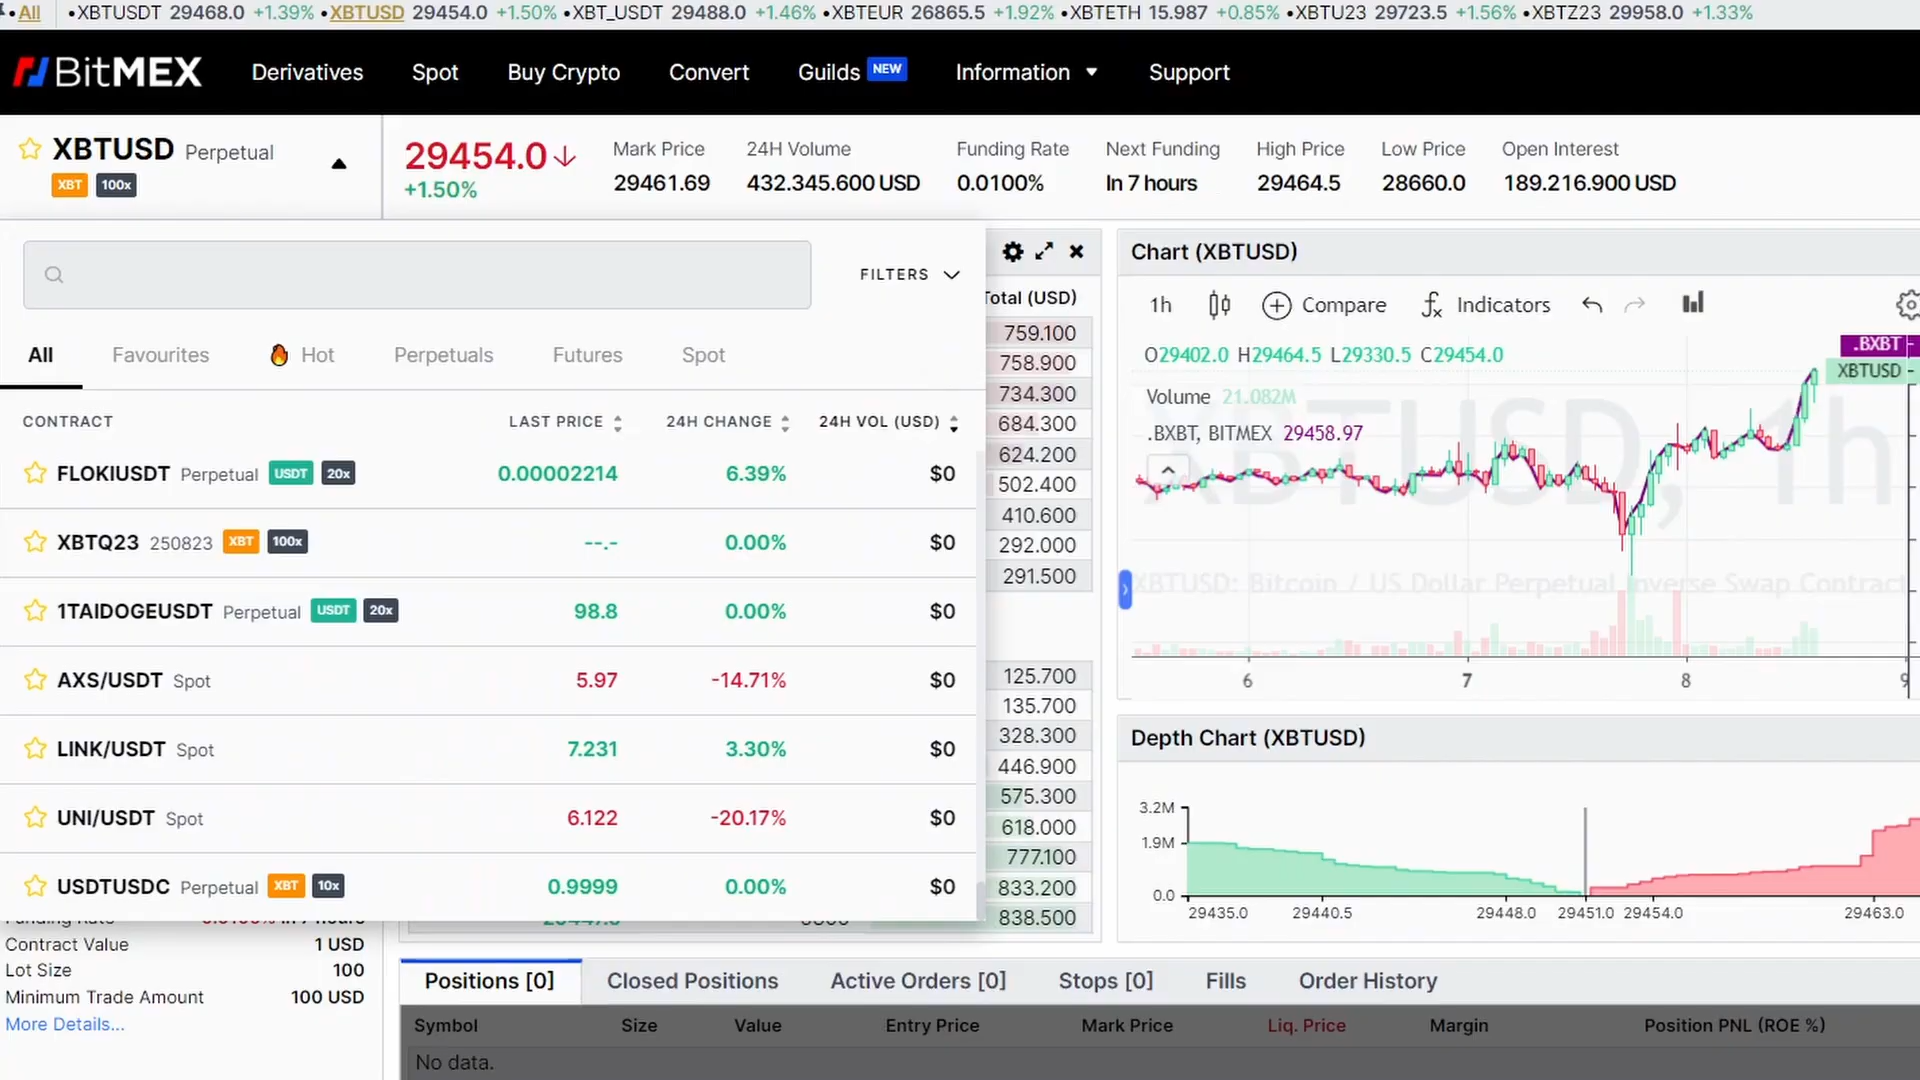 All •XBTUSDT 29468.0 +1.39% •XBTUSD 29454.0 +1.50% •XBT_USDT 29488.0 +1.46% •XBTEUR 26865.5 +1.92% •XBTETH 15.987 +0.85% •XBTU23 29723.5 +1.56% •XBTZ23 29958.0 +1.33%
BitMEX Derivatives Spot Buy Crypto Convert Guilds NEW Information Support
XBTUSD Perpetual
XBT 100x
29454.0
+1.50%
Mark Price 24H Volume Funding Rate Next Funding High Price Low Price Open Interest
29461.69 432.345.600 USD 0.0100% In 7 hours 29464.5 28660.0 189.216.900 USD
FILTERS
All Favourites Hot Perpetuals Futures Spot
CONTRACT LAST PRICE 24H CHANGE 24H VOL (USD)
FLOKIUSDT Perpetual USDT 20x 0.00002214 6.39% $0
XBTQ23 250823 XBT 100x --.- 0.00% $0
1TAIDOGEUSDT Perpetual USDT 20x 98.8 0.00% $0
AXS/USDT Spot 5.97 -14.71% $0
LINK/USDT Spot 7.231 3.30% $0
UNI/USDT Spot 6.122 -20.17% $0
USDTUSDC Perpetual XBT 10x 0.9999 0.00% $0
Contract Value 1 USD
Lot Size 100
Minimum Trade Amount 100 USD
More Details...
Total (USD)
759.100
758.900
734.300
684.300
624.200
502.400
410.600
292.000
291.500
125.700
135.700
328.300
446.900
575.300
618.000
777.100
833.200
838.500
Chart (XBTUSD)
1h Compare Indicators
O29402.0 H29464.5 L29330.5 C29454.0
Volume 21.082M
.BXBT, BITMEX 29458.97
.BXBT
XBTUSD
XBTUSD, 1h
XBTUSD: Bitcoin / US Dollar Perpetual Inverse Swap Contract
6 7 8 9
Depth Chart (XBTUSD)
3.2M
1.9M
0.0
29435.0 29440.5 29448.0 29451.0 29454.0 29463.0
Positions [0] Closed Positions Active Orders [0] Stops [0] Fills Order History
Symbol Size Value Entry Price Mark Price Liq. Price Margin Position PNL (ROE %)
No data.